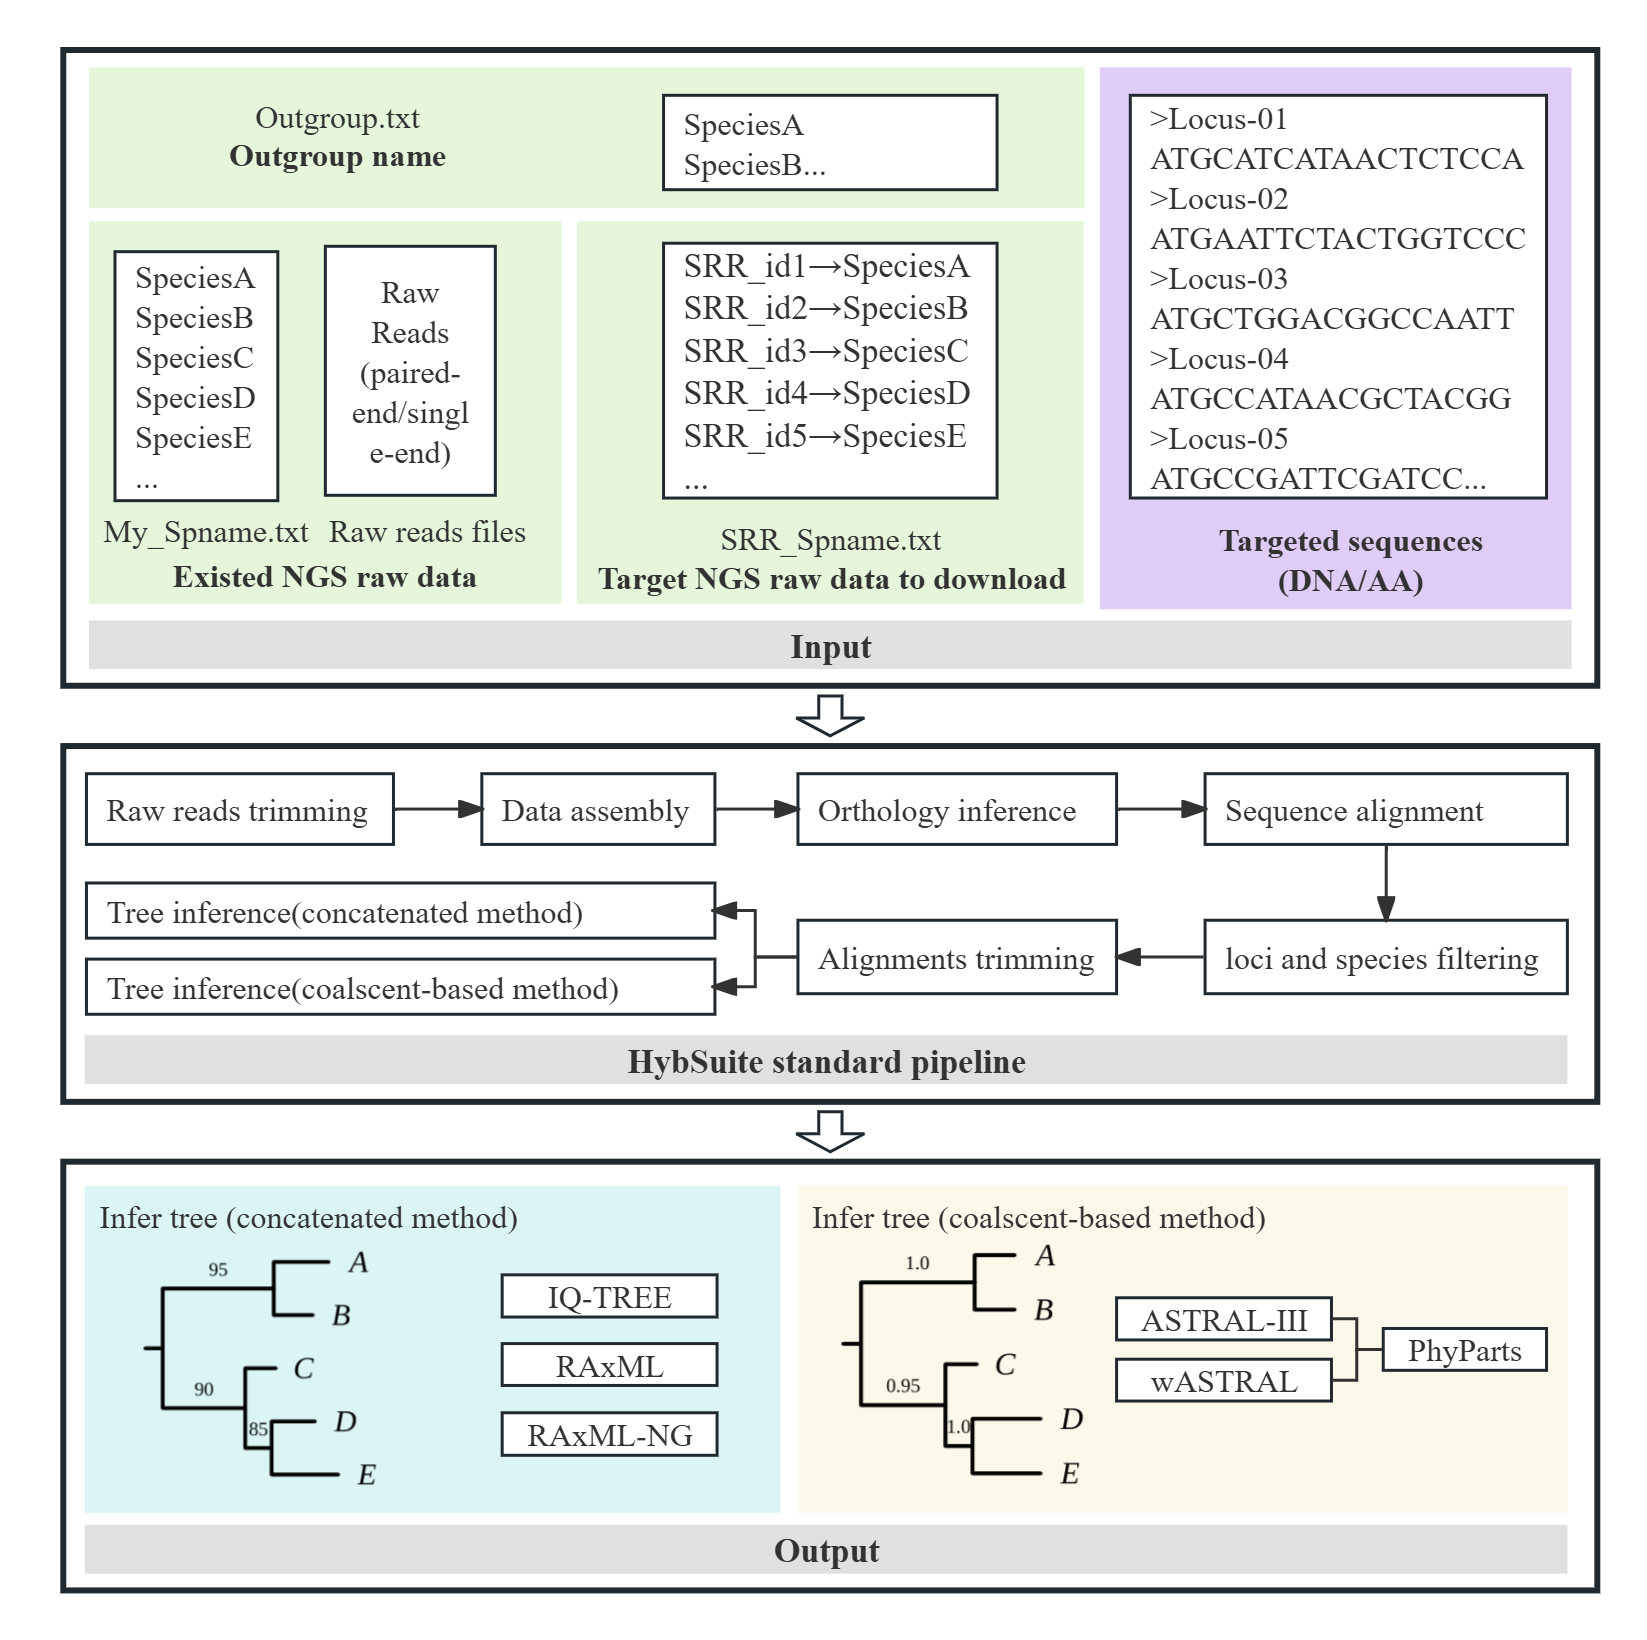 Outgroup.txt
Outgroup name
SpeciesA
SpeciesB...
SpeciesA
SpeciesB
SpeciesC
SpeciesD
SpeciesE
...
My_Spname.txt
Raw
Reads
(paired-
end/singl
e-end)
Raw reads files
Existed NGS raw data
SRR_id1→SpeciesA
SRR_id2→SpeciesB
SRR_id3→SpeciesC
SRR_id4→SpeciesD
SRR_id5→SpeciesE
...
SRR_Spname.txt
Target NGS raw data to download
>Locus-01
ATGCATCATAACTCTCCA
>Locus-02
ATGAATTCTACTGGTCCC
>Locus-03
ATGCTGGACGGCCAATT
>Locus-04
ATGCCATAACGCTACGG
>Locus-05
ATGCCGATTCGATCC...
Targeted sequences
(DNA/AA)
Input
Raw reads trimming
Data assembly
Orthology inference
Sequence alignment
loci and species filtering
Alignments trimming
Tree inference(concatenated method)
Tree inference(coalscent-based method)
HybSuite standard pipeline
Infer tree (concatenated method)
95
A
B
90
C
85
D
E
IQ-TREE
RAxML
RAxML-NG
Infer tree (coalscent-based method)
1.0
A
B
0.95
C
1.0
D
E
ASTRAL-III
wASTRAL
PhyParts
Output